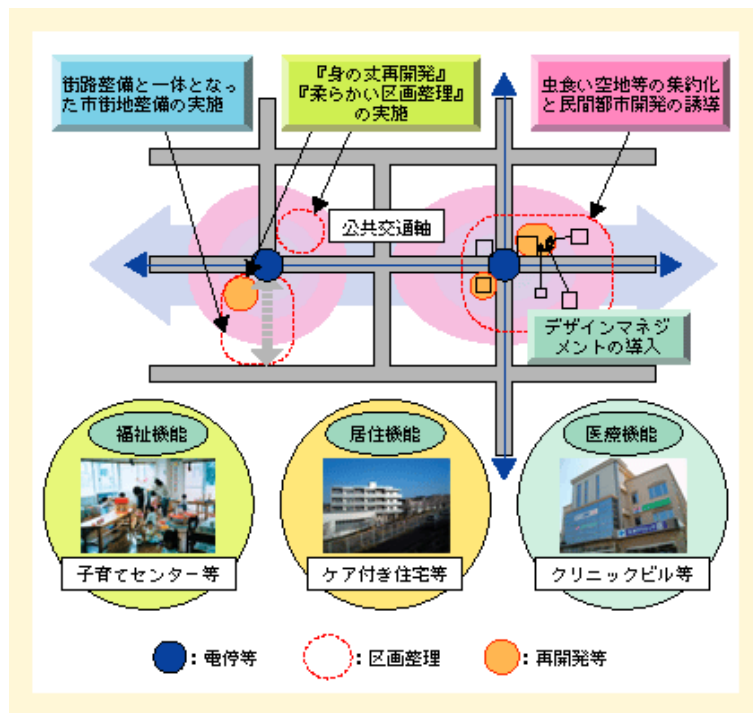 街路整備と一体となっ
た市街地整備の実施
『身の丈再開発』
『柔らかい区画整理』
の実施
虫食い空地等の集約化
と民間都市開発の誘導
公共交通軸
デザインマネジ
メントの導入
福祉機能
居住機能
医療機能
子育てセンター等
ケア付き住宅等
クリニックビル等
：電停等
：区画整理
：再開発等